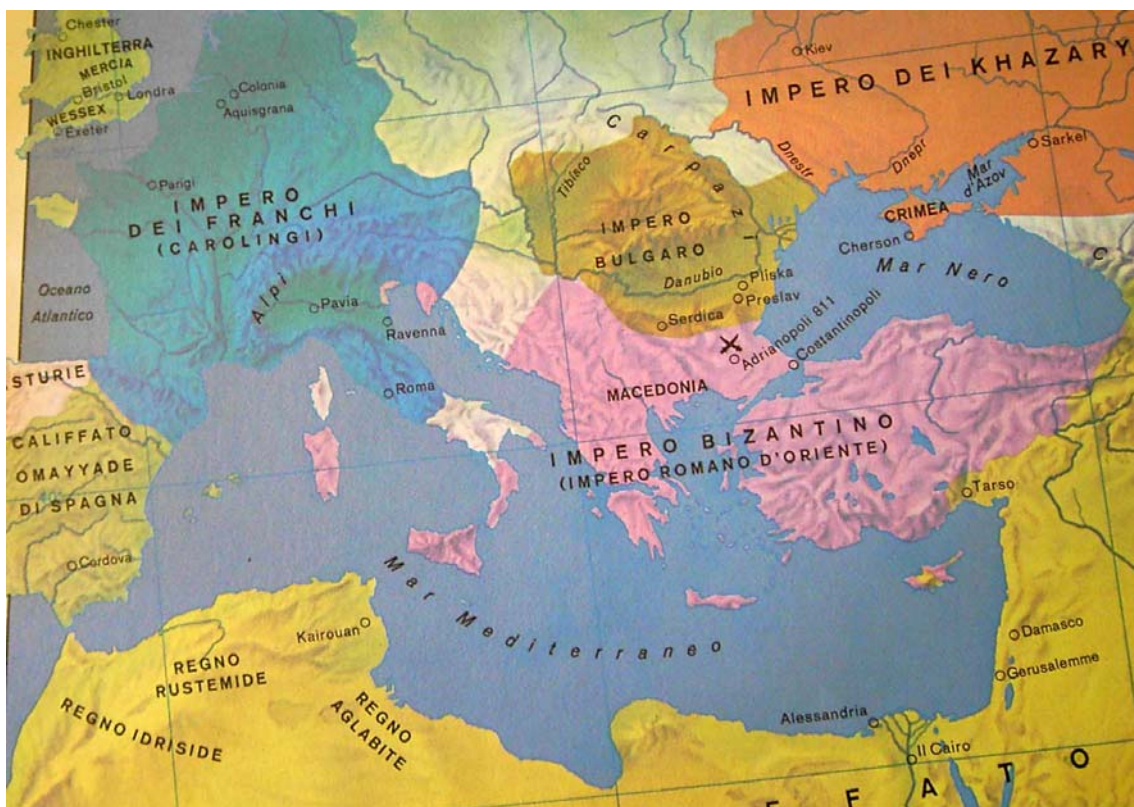 Chester
INGHILTERRA
MERCIA
Bristol
Londra
WESSEX
Exeter
Colonia
Aquisgrana
Parigi
IMPERO
DEI FRANCHI
(CAROLINGI)
Oceano
Atlantico
Alpi
Pavia
Ravenna
Roma
STURIE
CALIFFATO
OMAYYADE
DI SPAGNA
Cordova
Kiev
IMPERO DEI KHAZARY
Carpazi
Tibisco
Dnestr
Dnepr
Sarkel
Mar
d'Azov
CRIMEA
Cherson
Mar Nero
C
IMPERO
BULGARO
Danubio
Pliska
Preslav
Serdica
Adrianopoli 811
Costantinopoli
MACEDONIA
IMPERO BIZANTINO
(IMPERO ROMANO D'ORIENTE)
Tarso
Mar Mediterraneo
Kairouan
REGNO
RUSTEMIDE
REGNO IDRISIDE
REGNO
AGLABITE
Damasco
Gerusalemme
Alessandria
Il Cairo
FFATO